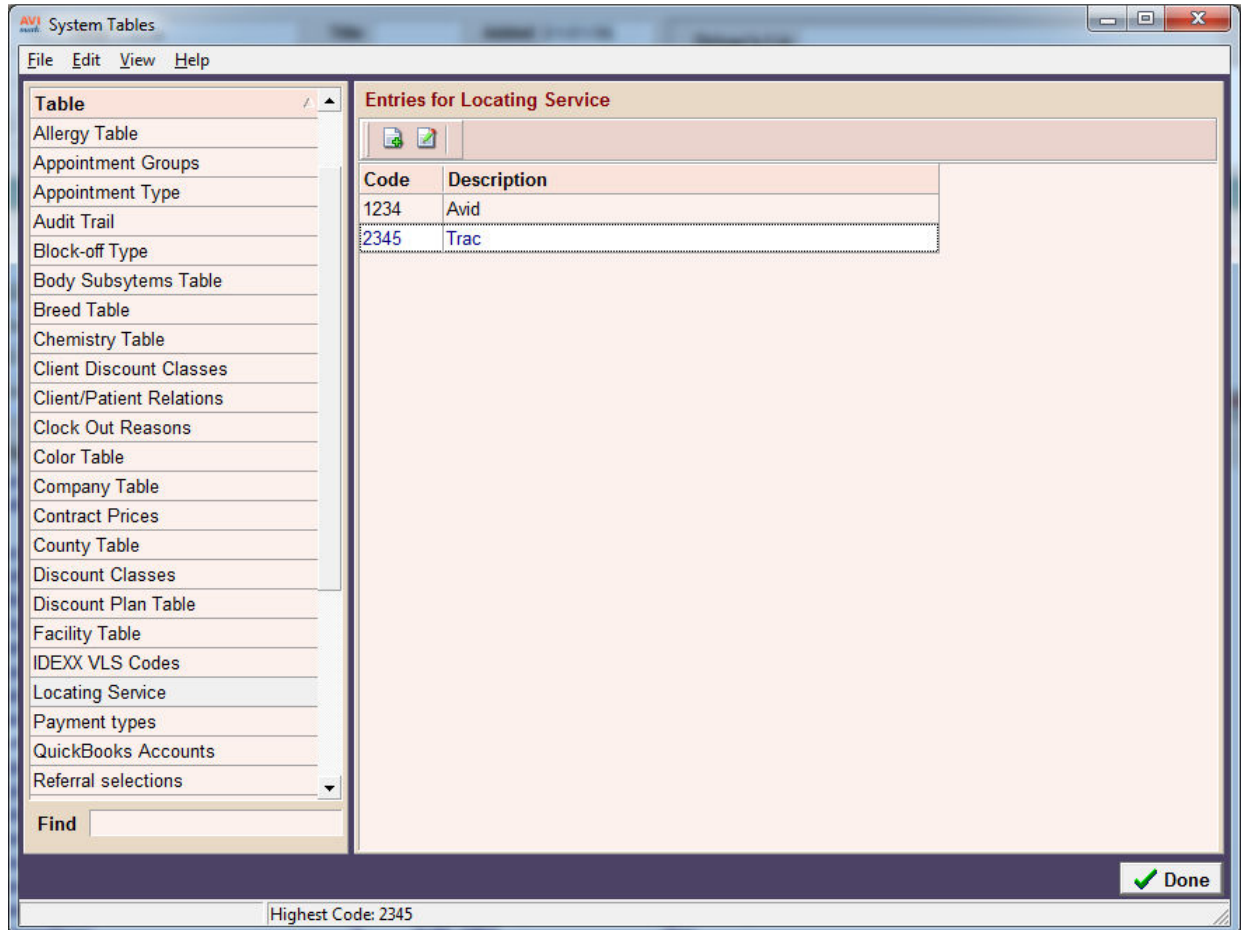 AVI mark System Tables
File Edit View Help
Table
Allergy Table
Appointment Groups
Appointment Type
Audit Trail
Block-off Type
Body Subsytems Table
Breed Table
Chemistry Table
Client Discount Classes
Client/Patient Relations
Clock Out Reasons
Color Table
Company Table
Contract Prices
County Table
Discount Classes
Discount Plan Table
Facility Table
IDEXX VLS Codes
Locating Service
Payment types
QuickBooks Accounts
Referral selections
Find
Entries for Locating Service
Code Description
1234 Avid
2345 Trac
Done
Highest Code: 2345